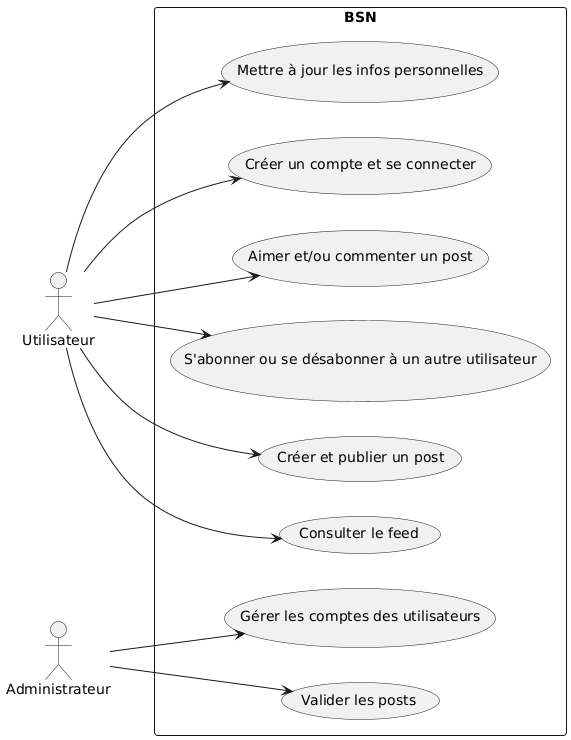 BSN
Mettre à jour les infos personnelles
Créer un compte et se connecter
Aimer et/ou commenter un post
Utilisateur
S'abonner ou se désabonner à un autre utilisateur
Créer et publier un post
Consulter le feed
Gérer les comptes des utilisateurs
Administrateur
Valider les posts